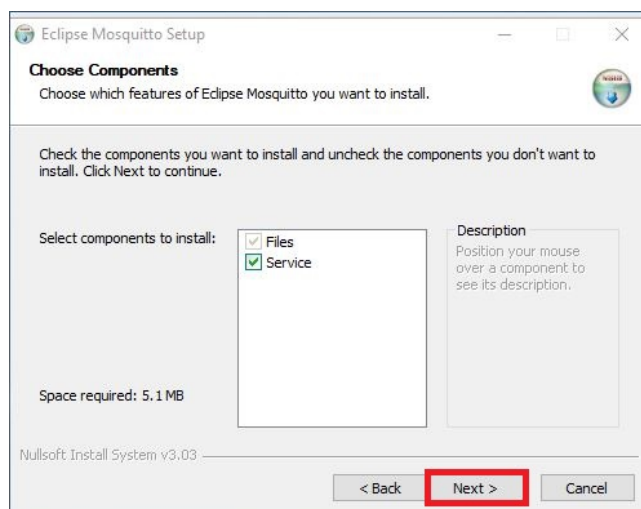 Eclipse Mosquitto Setup
Choose Components
Choose which features of Eclipse Mosquitto you want to install.
Check the components you want to install and uncheck the components you don't want to
install. Click Next to continue.
Select components to install:
Files
Service
Description
Position your mouse
over a component to
see its description.
Space required: 5.1 MB
Nullsoft Install System v3.03
< Back
Next >
Cancel